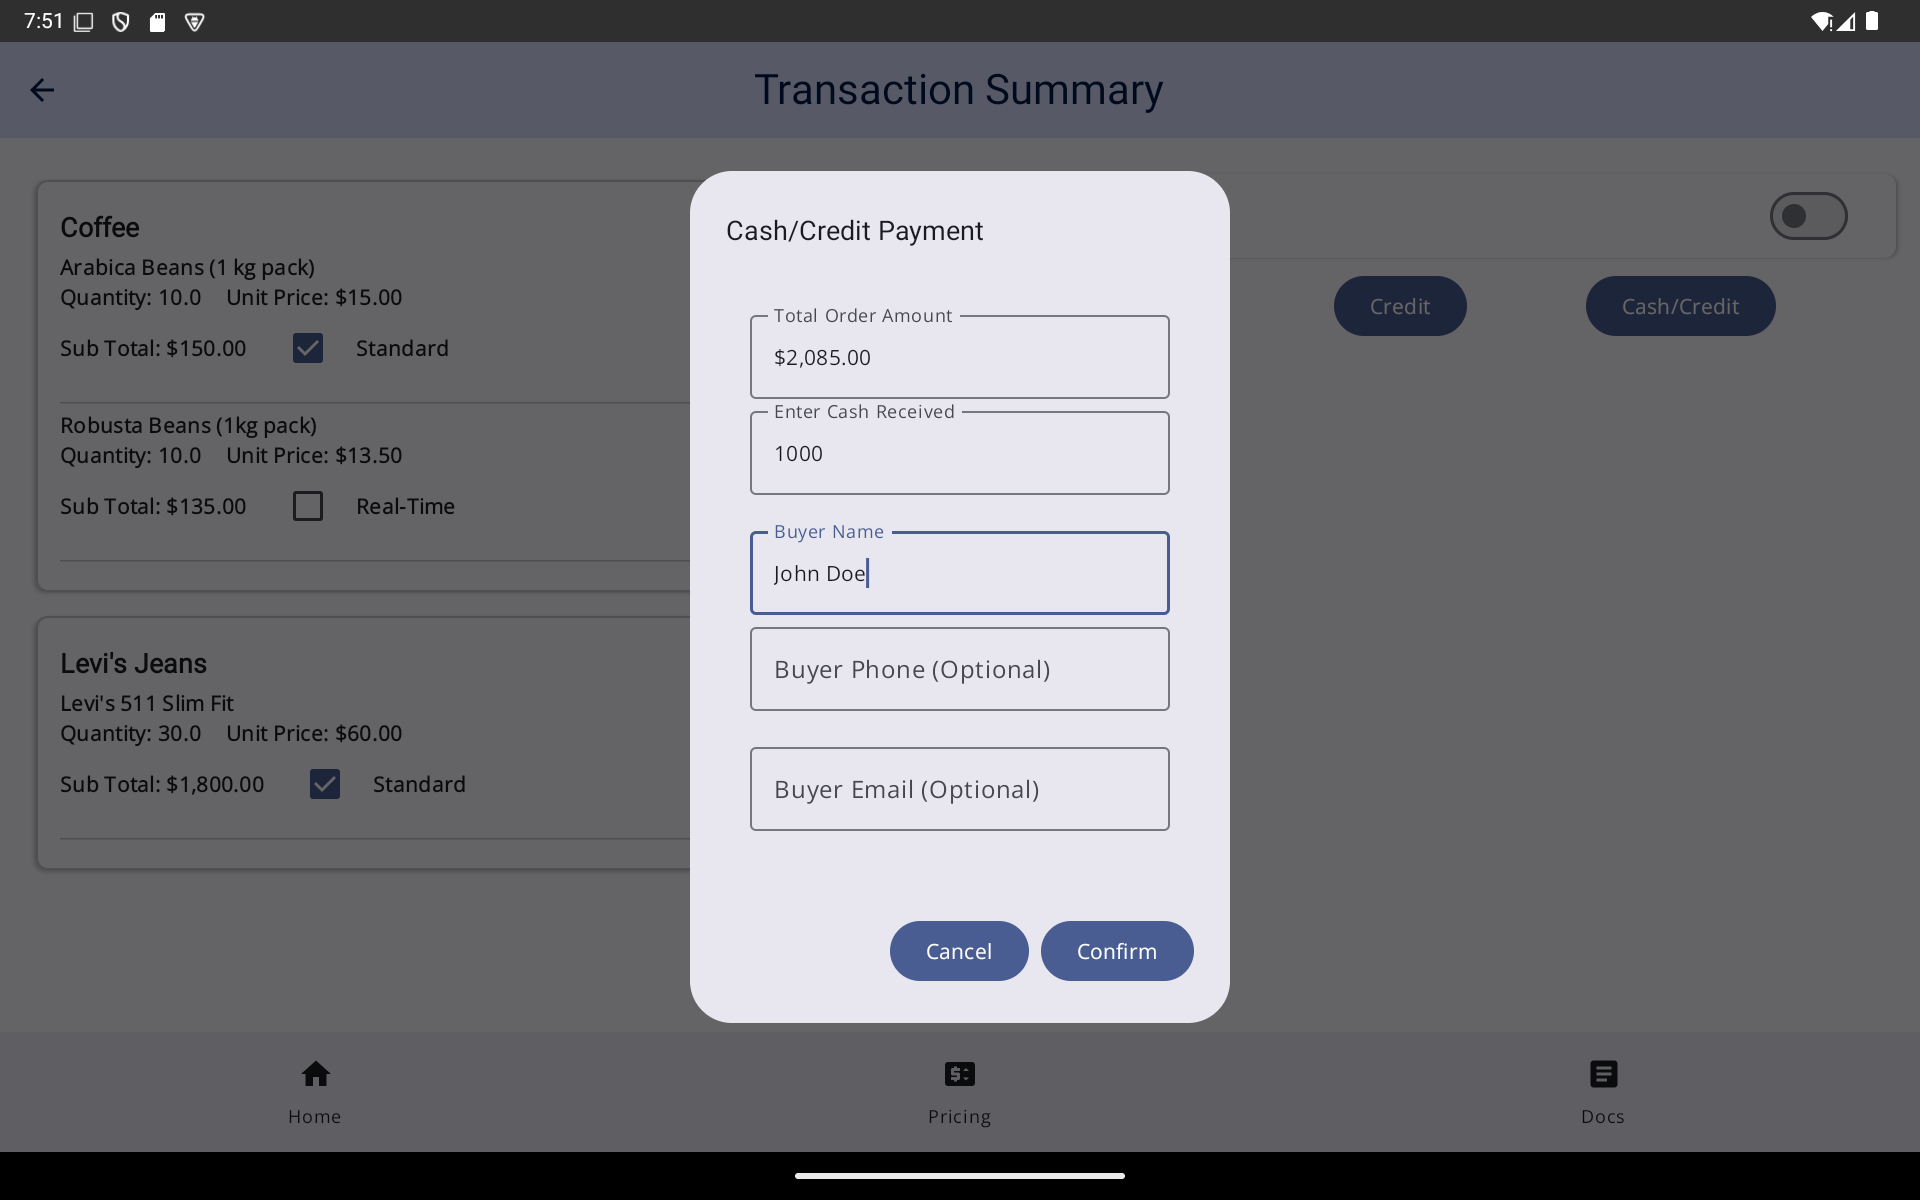 7:51
Transaction Summary
Coffee
Arabica Beans (1 kg pack)
Quantity: 10.0 Unit Price: $15.00
Sub Total: $150.00 Standard
Robusta Beans (1kg pack)
Quantity: 10.0 Unit Price: $13.50
Sub Total: $135.00 Real-Time
Levi's Jeans
Levi's 511 Slim Fit
Quantity: 30.0 Unit Price: $60.00
Sub Total: $1,800.00 Standard
Cash/Credit Payment
Total Order Amount
$2,085.00
Enter Cash Received
1000
Buyer Name
John Doe
Buyer Phone (Optional)
Buyer Email (Optional)
Cancel Confirm
Credit Cash/Credit
Home Pricing Docs